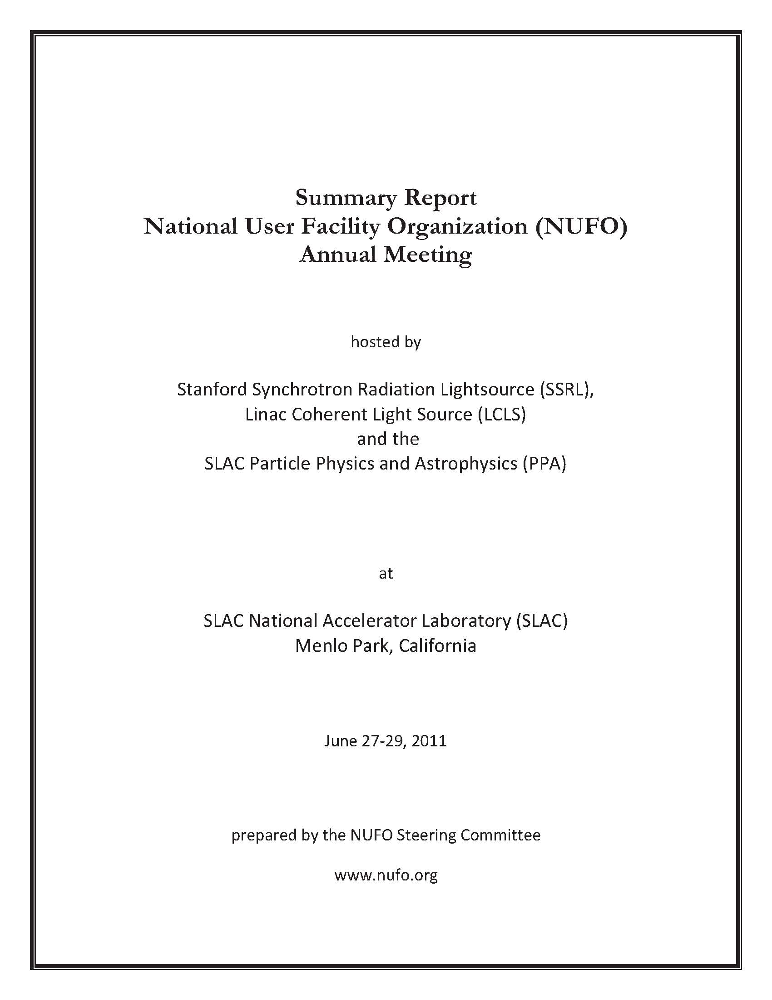 Summary Report
National User Facility Organization (NUFO)
Annual Meeting
hosted by
Stanford Synchrotron Radiation Lightsource (SSRL),
Linac Coherent Light Source (LCLS)
and the
SLAC Particle Physics and Astrophysics (PPA)
at
SLAC National Accelerator Laboratory (SLAC)
Menlo Park, California
June 27-29, 2011
prepared by the NUFO Steering Committee
www.nufo.org